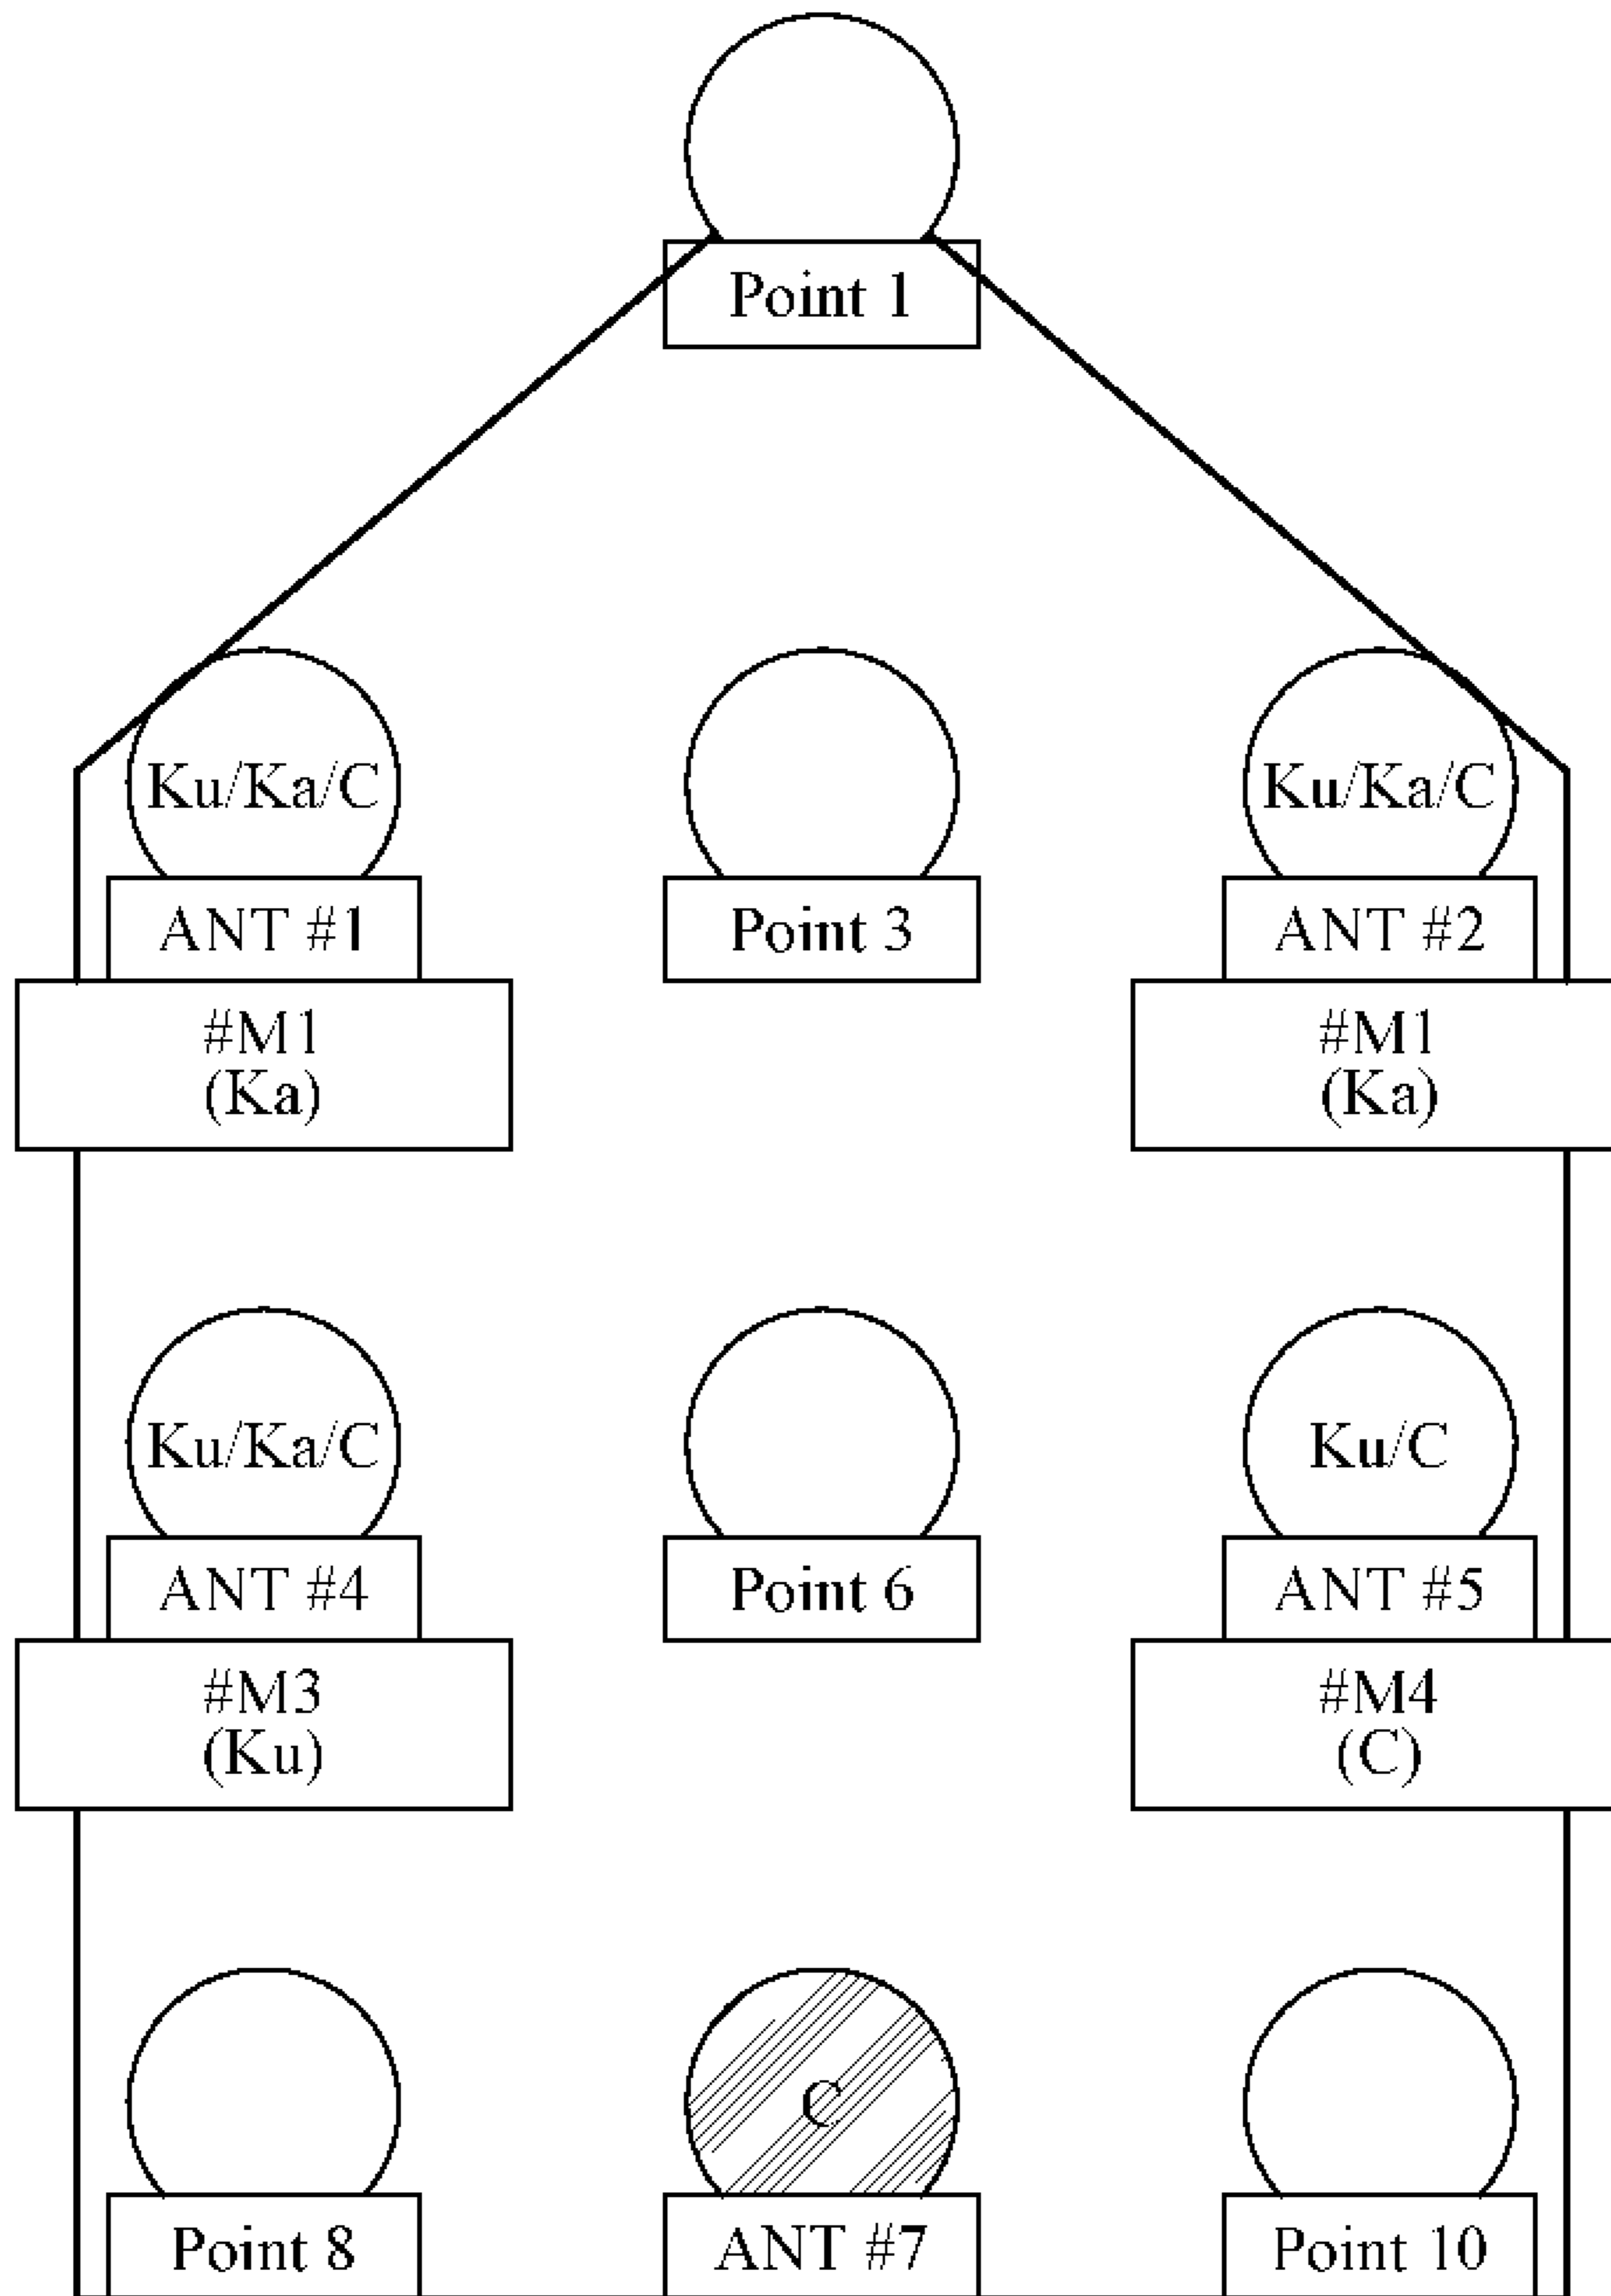 Point 1
Ku/Ka/C
Ku/Ka/C
ANT #1
Point 3
ANT #2
#M1
(Ka)
#M1
(Ka)
Ku/Ka/C
Ku/C
ANT #4
Point 6
ANT #5
#M3
(Ku)
#M4
(C)
C
Point 8
ANT #7
Point 10